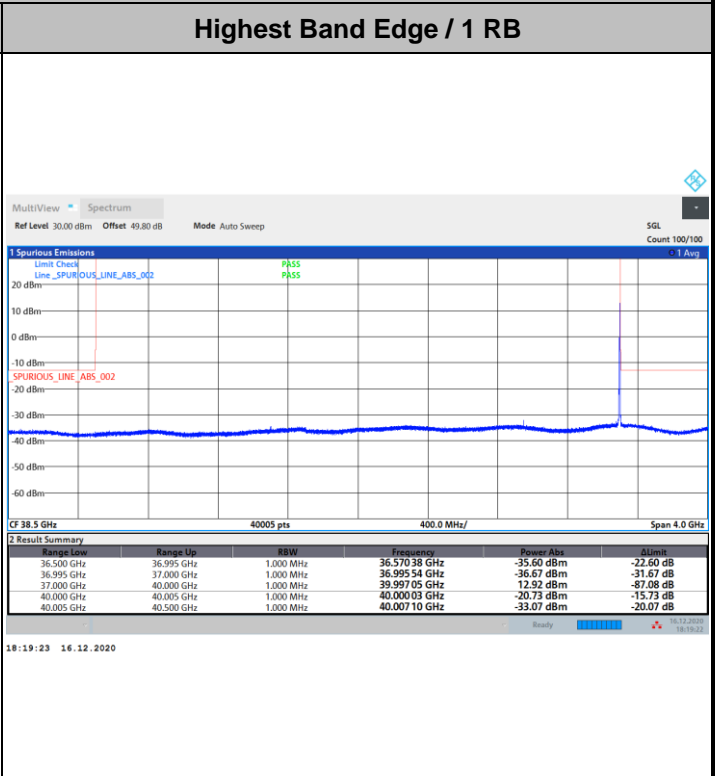 Highest Band Edge / 1 RB
MultiView Spectrum
Ref Level 30.00 dBm Offset 49.80 dB Mode Auto Sweep SGL
Count 100/100
1 Spurious Emissions 1 Avg
Limit Check PASS
Line _SPURIOUS_LINE_ABS_002 PASS
20 dBm
10 dBm
0 dBm
-10 dBm
_SPURIOUS_LINE_ABS_002
-20 dBm
-30 dBm
-40 dBm
-50 dBm
-60 dBm
CF 38.5 GHz 40005 pts 400.0 MHz/ Span 4.0 GHz
2 Result Summary
Range Low Range Up RBW Frequency Power Abs ΔLimit
36.500 GHz 36.995 GHz 1.000 MHz 36.57038 GHz -35.60 dBm -22.60 dB
36.995 GHz 37.000 GHz 1.000 MHz 36.99554 GHz -36.67 dBm -31.67 dB
37.000 GHz 40.000 GHz 1.000 MHz 39.99705 GHz 12.92 dBm -87.08 dB
40.000 GHz 40.005 GHz 1.000 MHz 40.00003 GHz -20.73 dBm -15.73 dB
40.005 GHz 40.500 GHz 1.000 MHz 40.00710 GHz -33.07 dBm -20.07 dB
Ready 16.12.2020
18:19:22
18:19:23 16.12.2020